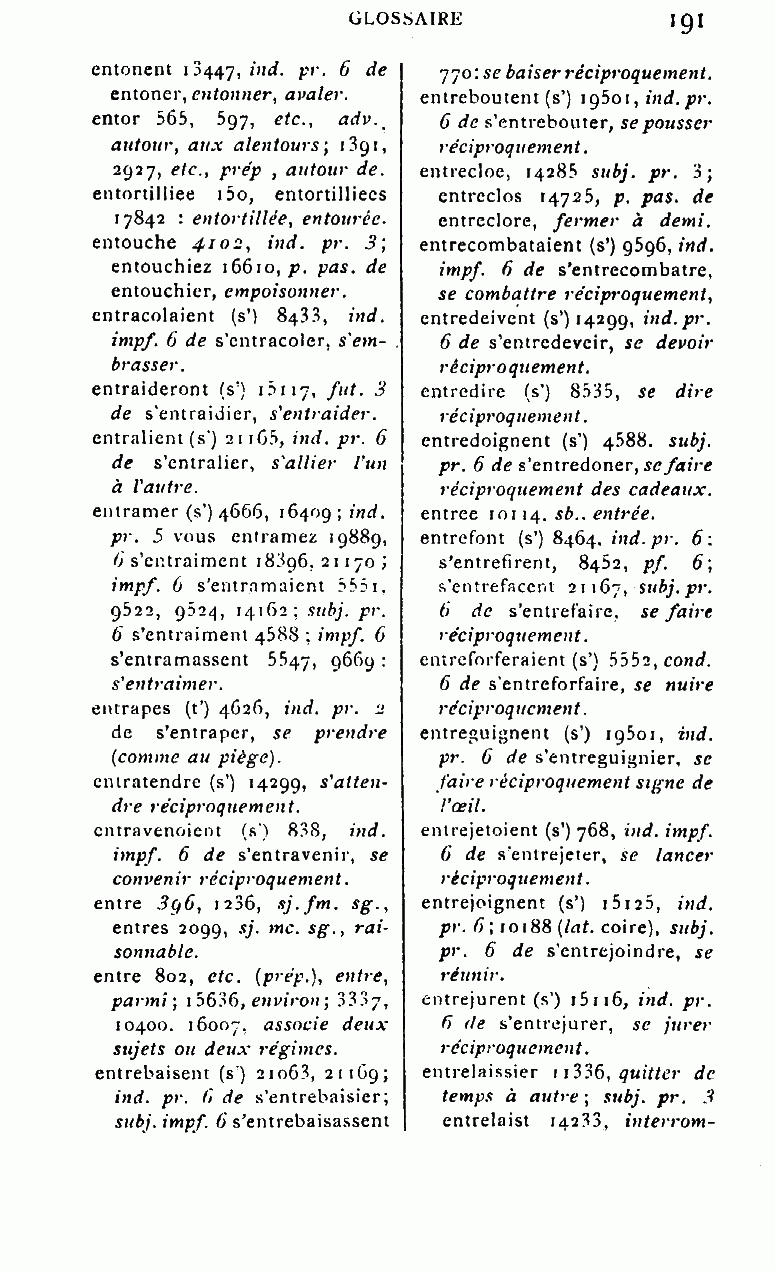 GLOSSAIRE 191
entonent 13447, ind. pr. 6 de
entoner, entonner, avaler.
entor 565, 597, etc., adv.,
autour, aux alentours; 1391,
2927, etc., prép , autour de.
entortilliee 150, entortilliees
17842 : entortillée, entourée.
entouche 4102, ind. pr. 3;
entouchiez 16610, p. pas. de
entouchier, empoisonner.
entracolaient (s') 8433, ind.
impf. 6 de s'entracoler, s'em-
brasser.
entraideront (s') 15117, fut. 3
de s'entraidier, s'entraider.
entralient (s') 21165, ind. pr. 6
de s'entralier, s'allier l'un
à l'autre.
entramer (s') 4666, 16409; ind.
pr. 5 vous entramez 19889,
6 s'entraiment 18396, 21170;
impf. 6 s'entramaient 5551,
9522, 9524, 14162; subj. pr.
6 s'entraiment 4588; impf. 6
s'entramassent 5547, 9669:
s'entraimer.
entrapes (t') 4626, ind. pr. 2
de s'entraper, se prendre
(comme au piège).
entratendre (s') 14299, s'atten-
dre réciproquement.
entravenoient (s') 838, ind.
impf. 6 de s'entravenir, se
convenir réciproquement.
entre 396, 1236, sj. fm. sg.,
entres 2099, sj. mc. sg., rai-
sonnable.
entre 802, etc. (prép.), entre,
parmi; 15636, environ; 3337,
10400. 16007, associe deux
sujets ou deux régimes.
entrebaisent (s') 21063, 21169;
ind. pr. 6 de s'entrebaisier;
subj. impf. 6 s'entrebaisassent
770: se baiser réciproquement.
entreboutent (s') 19501, ind. pr.
6 de s'entrebouter, se pousser
réciproquement.
entrecloe, 14285 subj. pr. 3;
entreclos 14725, p. pas. de
entreclore, fermer à demi.
entrecombataient (s') 9596, ind.
impf. 6 de s'entrecombatre,
se combattre réciproquement,
entredeivent (s') 14299, ind. pr.
6 de s'entredeveir, se devoir
réciproquement.
entredire (s') 8535, se dire
réciproquement.
entredoignent (s') 4588. subj.
pr. 6 de s'entredoner, se faire
réciproquement des cadeaux.
entree 10114. sb.. entrée.
entrefont (s') 8464, ind. pr. 6:
s'entrefirent, 8452, pf. 6;
s'entrefacent 21167, subj. pr.
6 de s'entrefaire, se faire
réciproquement.
entreforferaient (s') 5552, cond.
6 de s'entreforfaire, se nuire
réciproquement.
entreguignent (s') 19501, ind.
pr. 6 de s'entreguignier, se
faire réciproquement signe de
l'œil.
entrejetoient (s') 768, ind. impf.
6 de s'entrejeter, se lancer
réciproquement.
entrejoignent (s') 15125, ind.
pr. 6; 10188 (lat. coire), subj.
pr. 6 de s'entrejoindre, se
réunir.
entrejurent (s') 15116, ind. pr.
6 de s'entrejurer, se jurer
réciproquement.
entrelaissier 11336, quitter de
temps à autre; subj. pr. 3
entrelaist 14233, interrom-